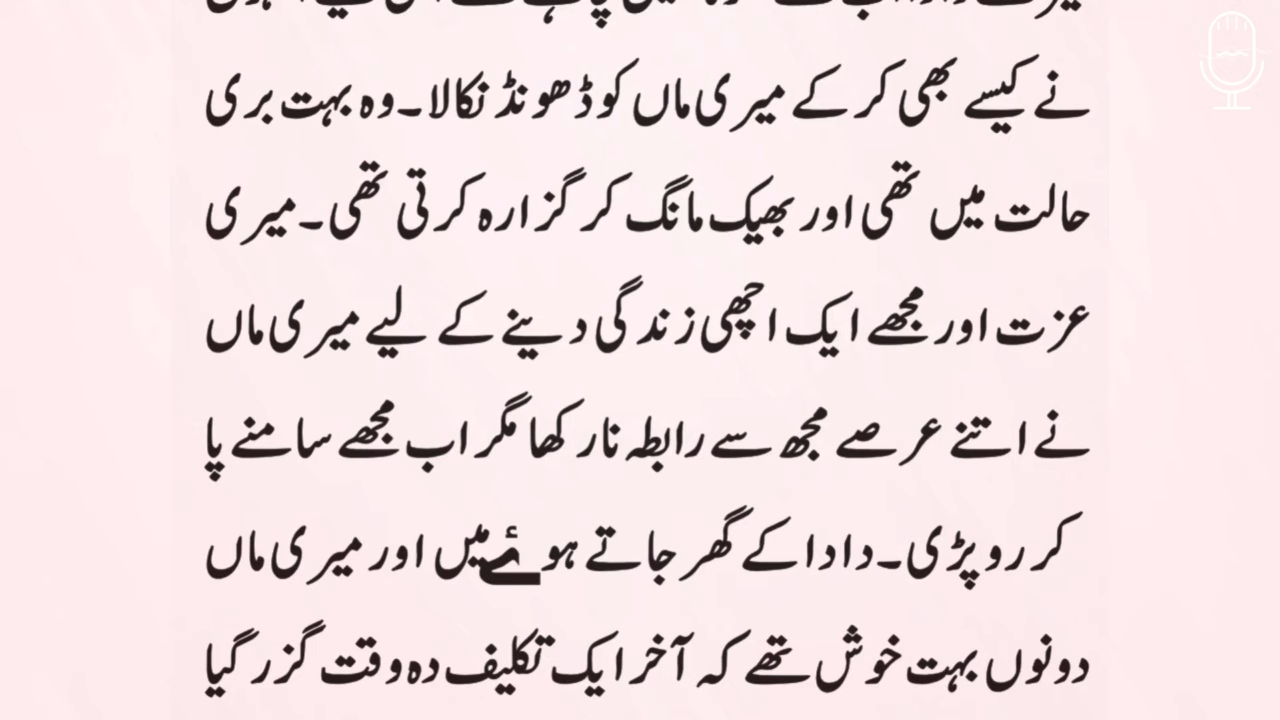 نے کیسے بھی کر کے میری ماں کو ڈھونڈ نکالا۔ وہ بہت بری
حالت میں تھی اور بھیک مانگ کر گزارہ کرتی تھی۔ میری
عزت اور مجھے ایک اچھی زندگی دینے کے لیے میری ماں
نے اتنے عرصے مجھ سے رابطہ نا رکھا مگر اب مجھے سامنے پا
کر رو پڑی۔ دادا کے گھر جاتے ہوۓ میں اور میری ماں
دونوں بہت خوش تھے کہ آخر ایک تکلیف دہ وقت گزر گیا